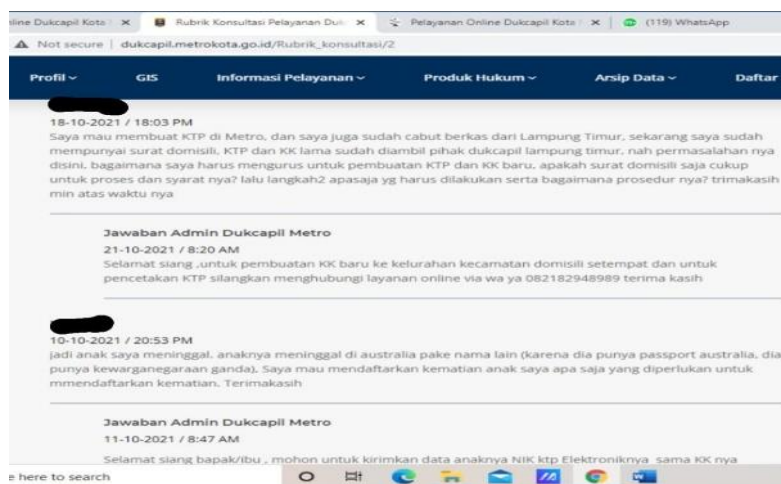 nline Dukcapil Kota
Rubrik Konsultasi Pelayanan Duk
Pelayanan Online Dukcapil Kota
(119) WhatsApp
Not secure | dukcapil.metrokota.go.id/Rubrik_konsultasi/2
Profil GIS Informasi Pelayanan Produk Hukum Arsip Data Daftar
18-10-2021 / 18:03 PM
Saya mau membuat KTP di Metro, dan saya juga sudah cabut berkas dari Lampung Timur, sekarang saya sudah
mempunyai surat domisili, KTP dan KK lama sudah diambil pihak dukcapil lampung timur, nah permasalahan nya
disini, bagaimana saya harus mengurus untuk pembuatan KTP dan KK baru, apakah surat domisili saja cukup
untuk proses dan syarat nya? lalu langkah2 apasaja yg harus dilakukan serta bagaimana prosedur nya? trimakasih
min atas waktu nya
Jawaban Admin Dukcapil Metro
21-10-2021 / 8:20 AM
Selamat siang ,untuk pembuatan KK baru ke kelurahan kecamatan domisili setempat dan untuk
pencetakan KTP silangkan menghubungi layanan online via wa ya 082182948989 terima kasih
10-10-2021 / 20:53 PM
jadi anak saya meninggal. anaknya meninggal di australia pake nama lain (karena dia punya passport australia, dia
punya kewarganegaraan ganda), Saya mau mendaftarkan kematian anak saya apa saja yang diperlukan untuk
mmendaftarkan kematian. Terimakasih
Jawaban Admin Dukcapil Metro
11-10-2021 / 8:47 AM
Selamat siang bapak/ibu , mohon untuk kirimkan data anaknya NIK ktp Elektroniknya sama KK nya
e here to search